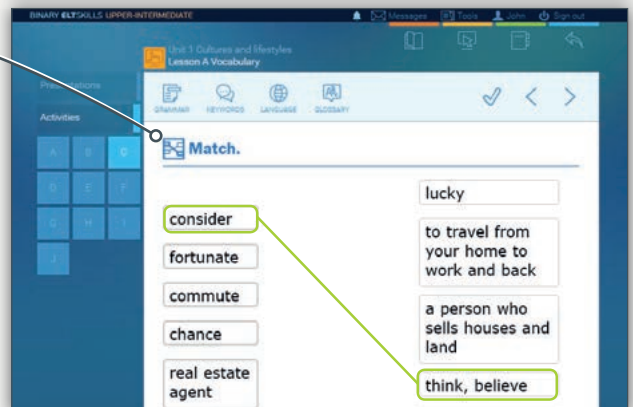 BINARY ELTSKILLS UPPER-INTERMEDIATE
Messages Tools John Sign out
Unit 1 Cultures and lifestyles
Lesson A Vocabulary
Presentations
GRAMMAR KEYWORDS LANGUAGE GLOSSARY
Activities
A B C
D E F
G H I
J
Match.
consider
fortunate
commute
chance
real estate
agent
lucky
to travel from
your home to
work and back
a person who
sells houses and
land
think, believe